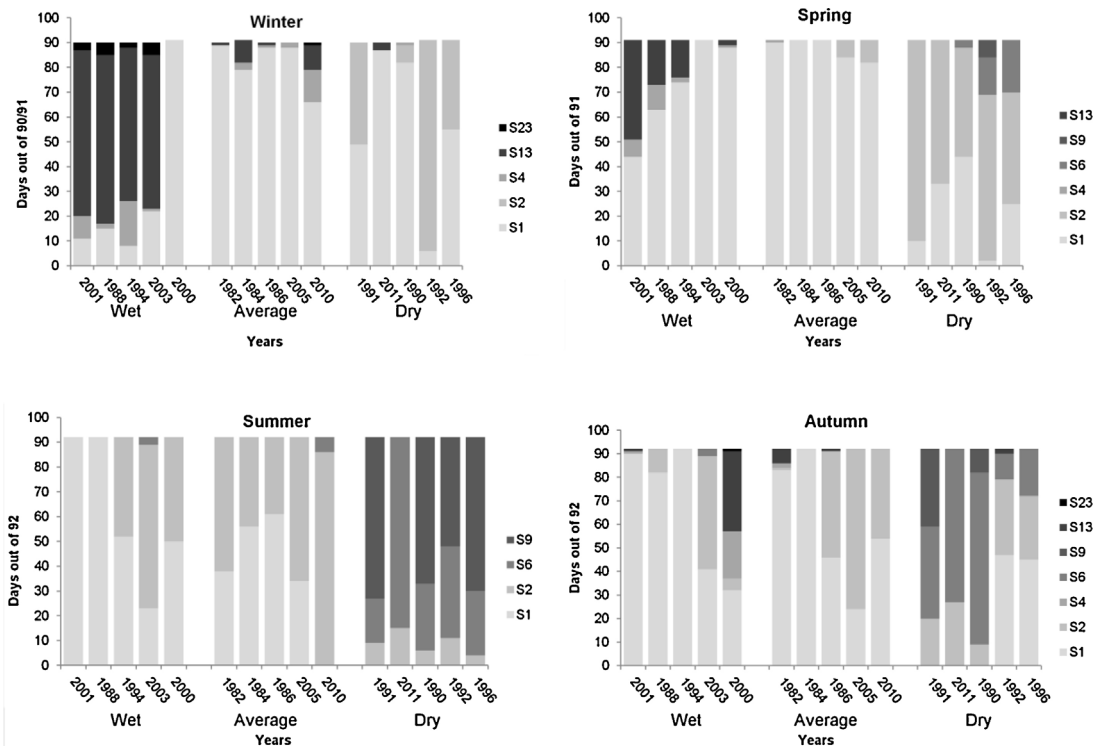 Winter
Days out of 90/91
100
90
80
70
60
50
40
30
20
10
0
S23
S13
S4
S2
S1
2001 1988 1994 2003 2000 1982 1984 1986 2005 2010 1991 2011 1990 1992 1996
Wet Average Dry
Years
Spring
Days out of 91
100
90
80
70
60
50
40
30
20
10
0
S13
S9
S6
S4
S2
S1
2001 1988 1994 2003 2000 1982 1984 1986 2005 2010 1991 2011 1990 1992 1996
Wet Average Dry
Years
Summer
Days out of 92
100
90
80
70
60
50
40
30
20
10
0
S9
S6
S2
S1
2001 1988 1994 2003 2000 1982 1984 1986 2005 2010 1991 2011 1990 1992 1996
Wet Average Dry
Years
Autumn
Days out of 92
100
90
80
70
60
50
40
30
20
10
0
S23
S13
S9
S6
S4
S2
S1
2001 1988 1994 2003 2000 1982 1984 1986 2005 2010 1991 2011 1990 1992 1996
Wet Average Dry
Years